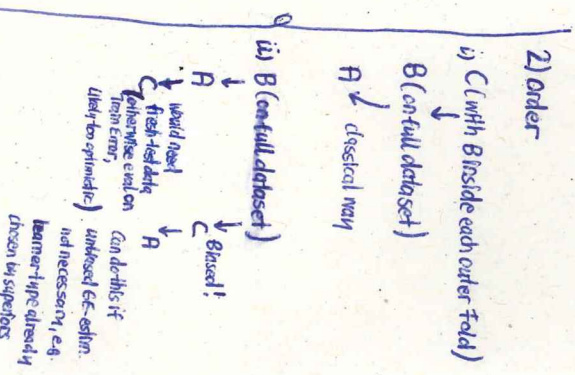 2) order
i) C (with B inside each outer fold)
↓
B (on full dataset)
↓ classical way
A
ii) B (on full dataset)
↓ ↓ Biased!
A C
↓ would need ↓
C fresh test data A
(otherwise eval on Can do this if
train Error, unbiased GE-estim.
likely too optimistic) not necessary, e.g.
learner type already
chosen by superiors